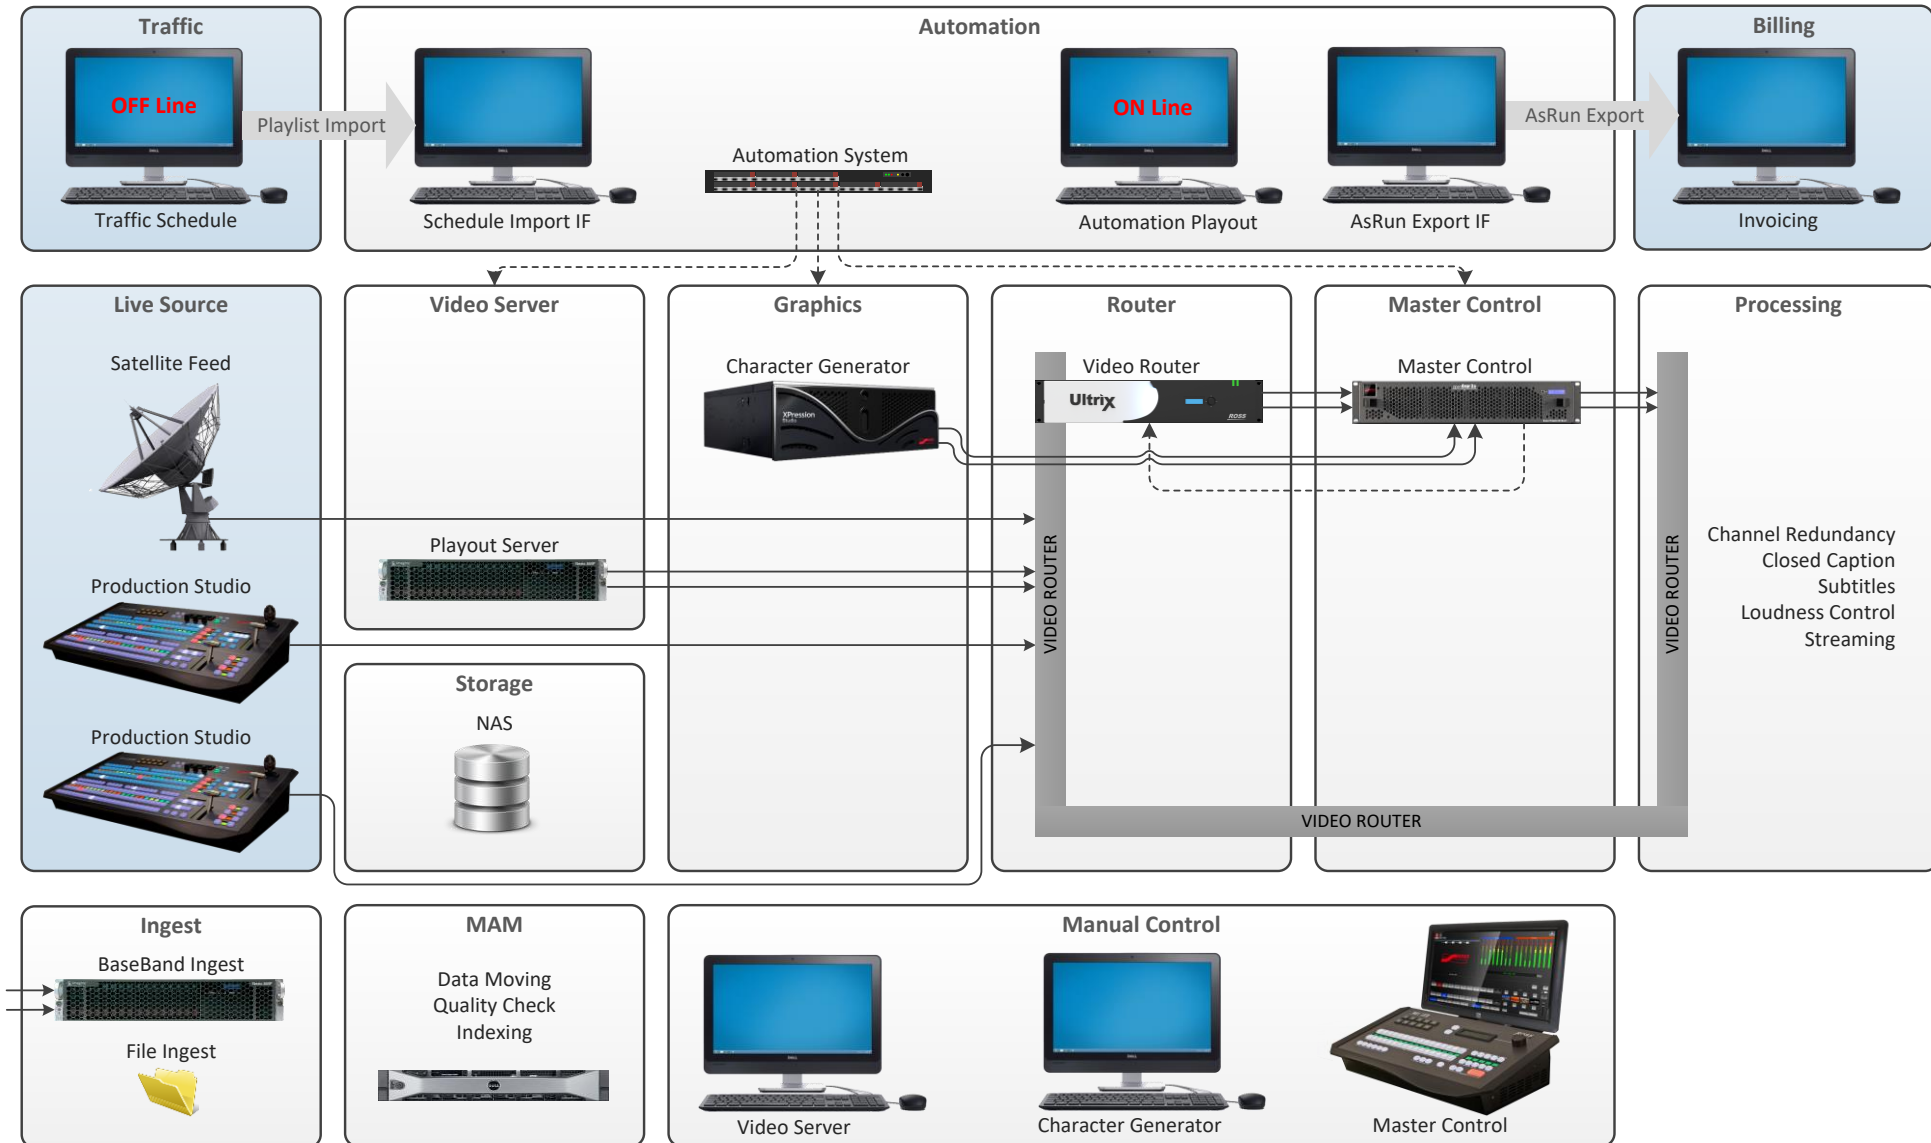 Traffic
OFF Line
Traffic Schedule
Playlist Import
Automation
Schedule Import IF
Automation System
ON Line
Automation Playout
AsRun Export IF
AsRun Export
Billing
Invoicing
Live Source
Satellite Feed
Production Studio
Production Studio
Video Server
Playout Server
Storage
NAS
Graphics
Character Generator
XPression
Studio
Router
Video Router
Ultrix
ROSS
VIDEO ROUTER
VIDEO ROUTER
Master Control
Master Control
Processing
VIDEO ROUTER
Channel Redundancy
Closed Caption
Subtitles
Loudness Control
Streaming
Ingest
BaseBand Ingest
File Ingest
MAM
Data Moving
Quality Check
Indexing
Manual Control
Video Server
Character Generator
Master Control